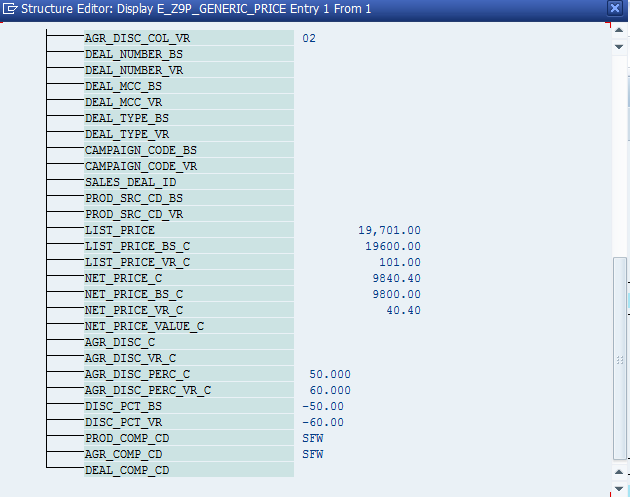 Structure Editor: Display E_Z9P_GENERIC_PRICE Entry 1 From 1
AGR_DISC_COL_VR 02
DEAL_NUMBER_BS
DEAL_NUMBER_VR
DEAL_MCC_BS
DEAL_MCC_VR
DEAL_TYPE_BS
DEAL_TYPE_VR
CAMPAIGN_CODE_BS
CAMPAIGN_CODE_VR
SALES_DEAL_ID
PROD_SRC_CD_BS
PROD_SRC_CD_VR
LIST_PRICE 19,701.00
LIST_PRICE_BS_C 19600.00
LIST_PRICE_VR_C 101.00
NET_PRICE_C 9840.40
NET_PRICE_BS_C 9800.00
NET_PRICE_VR_C 40.40
NET_PRICE_VALUE_C
AGR_DISC_C
AGR_DISC_VR_C
AGR_DISC_PERC_C 50.000
AGR_DISC_PERC_VR_C 60.000
DISC_PCT_BS -50.00
DISC_PCT_VR -60.00
PROD_COMP_CD SFW
AGR_COMP_CD SFW
DEAL_COMP_CD